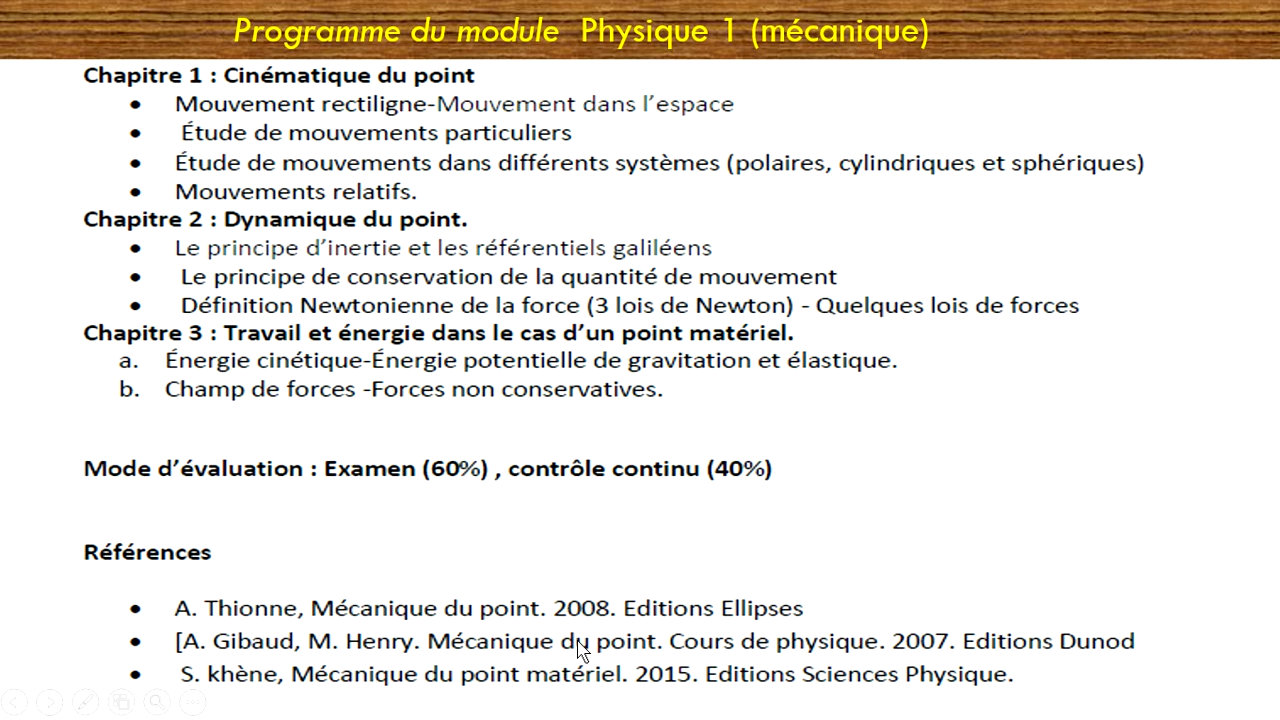 Programme du module Physique 1 (mécanique)
Chapitre 1 : Cinématique du point
• Mouvement rectiligne-Mouvement dans l’espace
• Étude de mouvements particuliers
• Étude de mouvements dans différents systèmes (polaires, cylindriques et sphériques)
• Mouvements relatifs.
Chapitre 2 : Dynamique du point.
• Le principe d’inertie et les référentiels galiléens
• Le principe de conservation de la quantité de mouvement
• Définition Newtonienne de la force (3 lois de Newton) - Quelques lois de forces
Chapitre 3 : Travail et énergie dans le cas d’un point matériel.
a. Énergie cinétique-Énergie potentielle de gravitation et élastique.
b. Champ de forces -Forces non conservatives.
Mode d’évaluation : Examen (60%) , contrôle continu (40%)
Références
• A. Thionne, Mécanique du point. 2008. Editions Ellipses
• [A. Gibaud, M. Henry. Mécanique du point. Cours de physique. 2007. Editions Dunod
• S. khène, Mécanique du point matériel. 2015. Editions Sciences Physique.